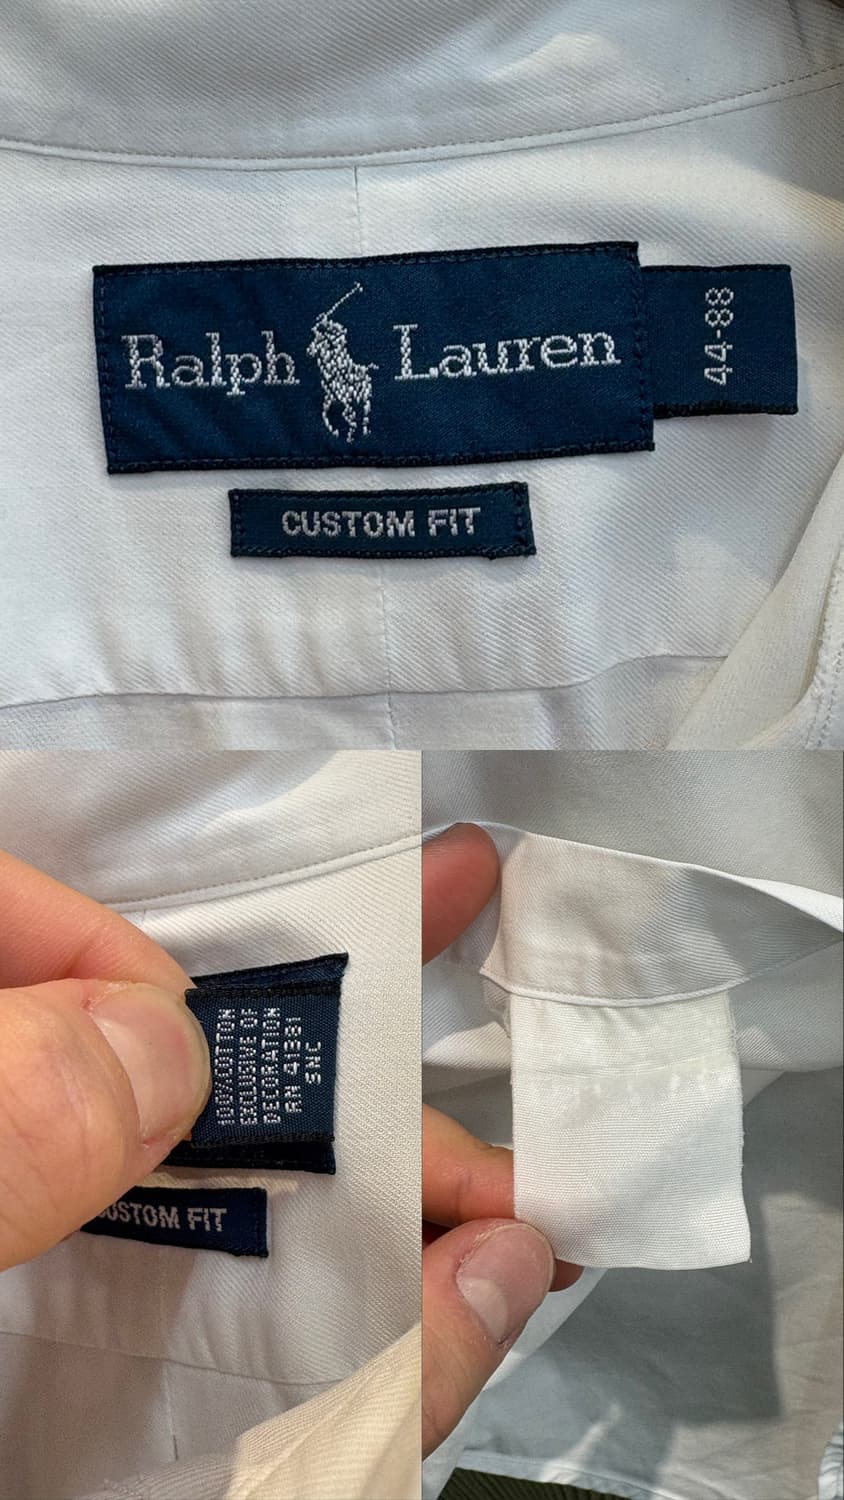 Ralph Lauren
44-88
CUSTOM FIT
100% COTTON
EXCLUSIVE OF
DECORATION
RN 41381
SNC
CUSTOM FIT